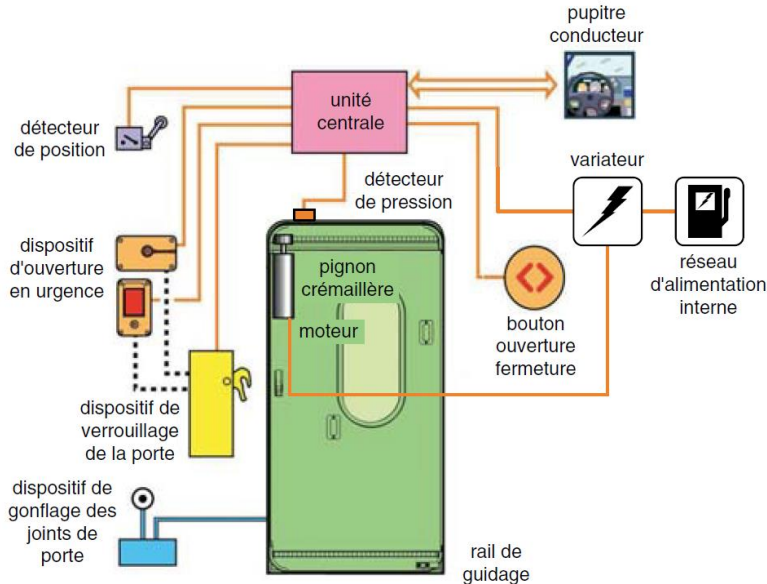 pupitre
conducteur
unité
centrale
détecteur
de position
variateur
détecteur
de pression
dispositif
d'ouverture
en urgence
pignon
crémaillère
réseau
d'alimentation
interne
moteur
bouton
ouverture
fermeture
dispositif de
verrouillage
de la porte
dispositif de
gonflage des
joints de
porte
rail de
guidage